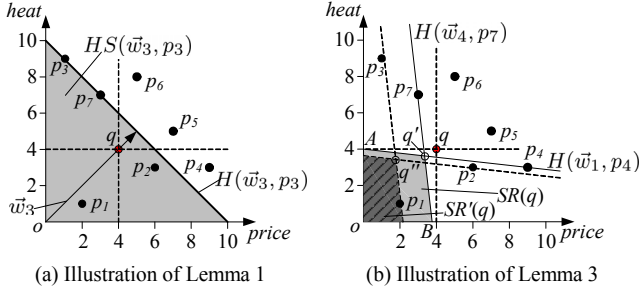 heat
10
8
6
4
2
o
2
4
6
8
10
price
HS(w⃗₃, p₃)
p₃
p₇
p₆
q
p₅
p₂
p₄
H(w⃗₃, p₃)
w⃗₃
p₁
(a) Illustration of Lemma 1
heat
10
8
6
4
2
o
2
4
6
8
10
price
H(w⃗₄, p₇)
p₃
p₇
p₆
q'
q
p₅
A
p₄
H(w⃗₁, p₄)
p₂
q''
SR(q)
p₁
SR'(q)
B
(b) Illustration of Lemma 3